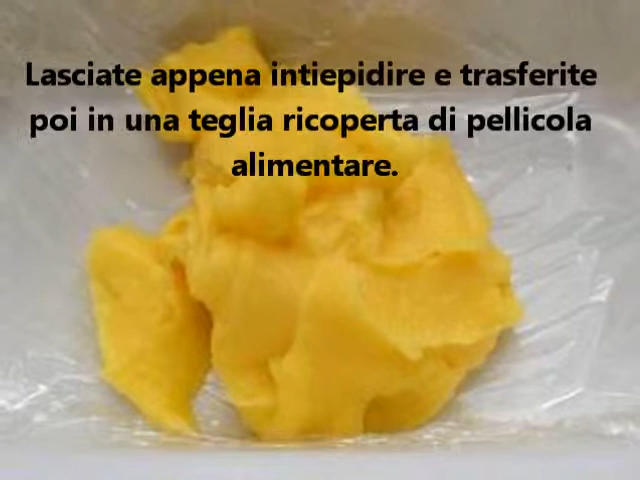 Lasciate appena intiepidire e trasferite
poi in una teglia ricoperta di pellicola
alimentare.